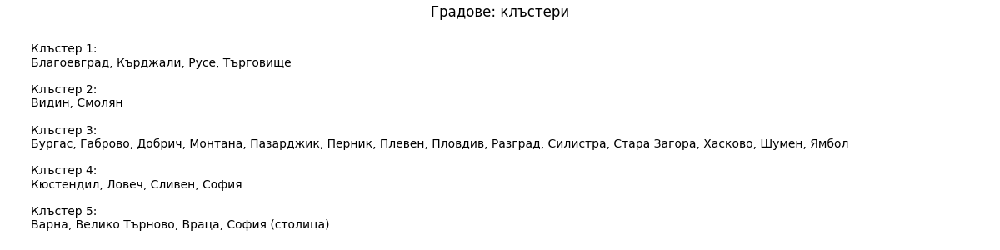 Градове: клъстери
Клъстер 1:
Благоевград, Кърджали, Русе, Търговище
Клъстер 2:
Видин, Смолян
Клъстер 3:
Бургас, Габрово, Добрич, Монтана, Пазарджик, Перник, Плевен, Пловдив, Разград, Силистра, Стара Загора, Хасково, Шумен, Ямбол
Клъстер 4:
Кюстендил, Ловеч, Сливен, София
Клъстер 5:
Варна, Велико Търново, Враца, София (столица)